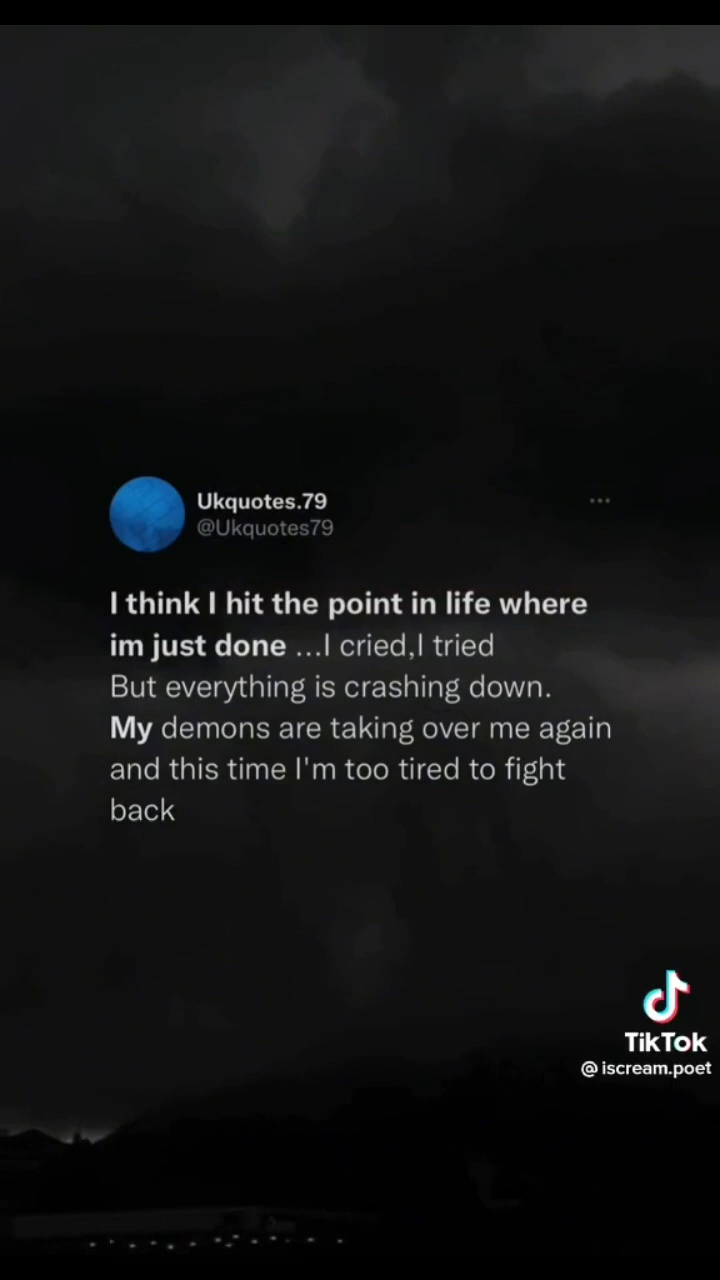 Ukquotes.79
@Ukquotes79
I think I hit the point in life where
im just done ...I cried,I tried
But everything is crashing down.
My demons are taking over me again
and this time I'm too tired to fight
back
TikTok
@iscream.poet